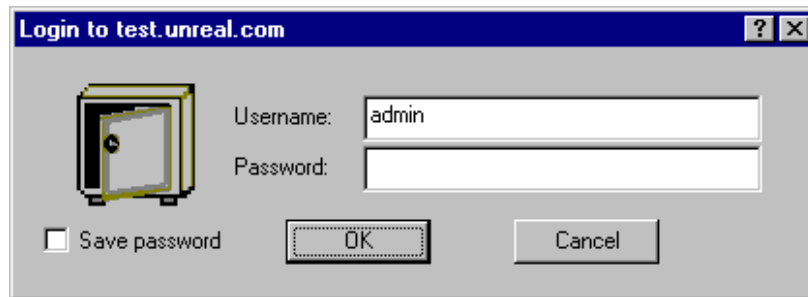 Login to test.unreal.com
Username: admin
Password:
Save password OK Cancel